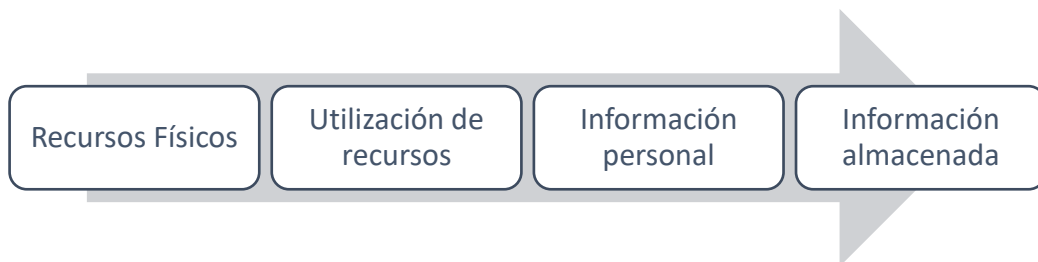 Recursos Físicos
Utilización de
recursos
Información
personal
Información
almacenada